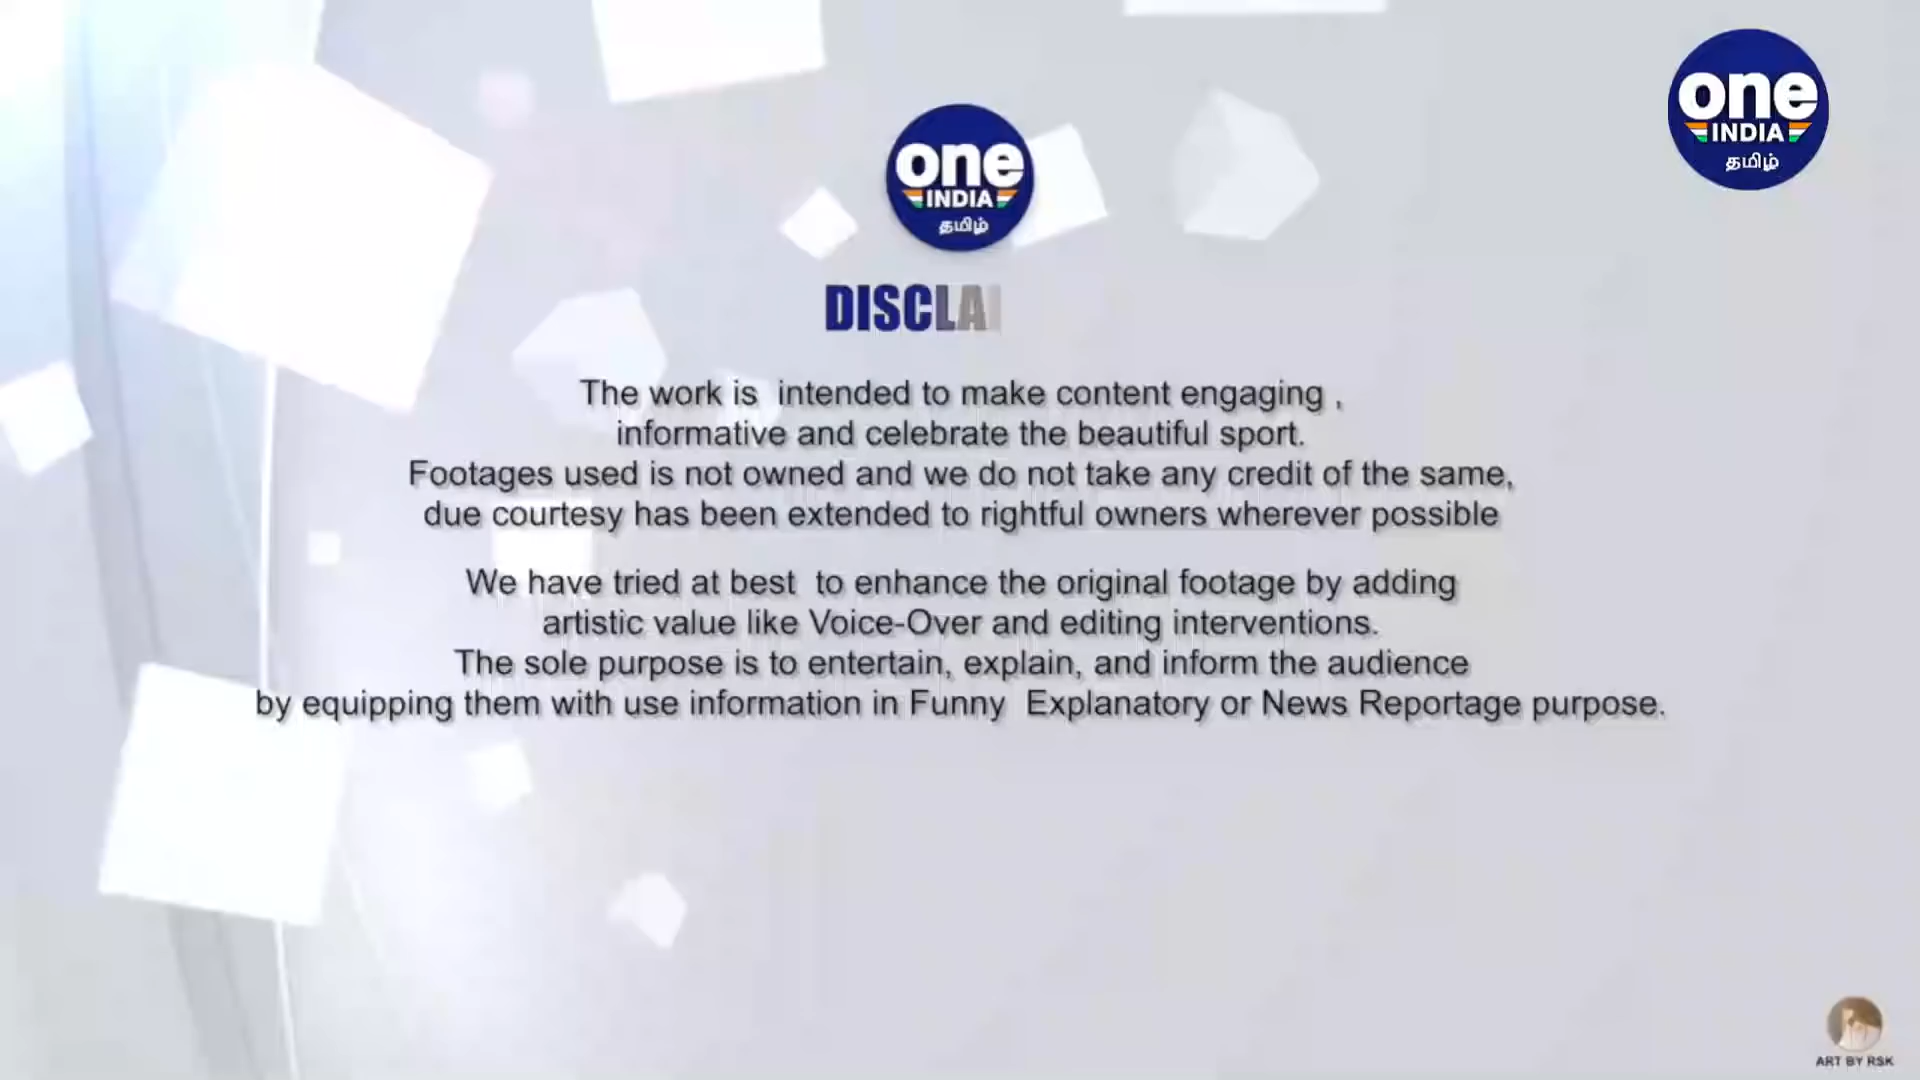 one
INDIA
தமிழ்
one
INDIA
தமிழ்
DISCLAI
The work is intended to make content engaging ,
informative and celebrate the beautiful sport.
Footages used is not owned and we do not take any credit of the same,
due courtesy has been extended to rightful owners wherever possible
We have tried at best to enhance the original footage by adding
artistic value like Voice-Over and editing interventions.
The sole purpose is to entertain, explain, and inform the audience
by equipping them with use information in Funny Explanatory or News Reportage purpose.
ART BY RSK